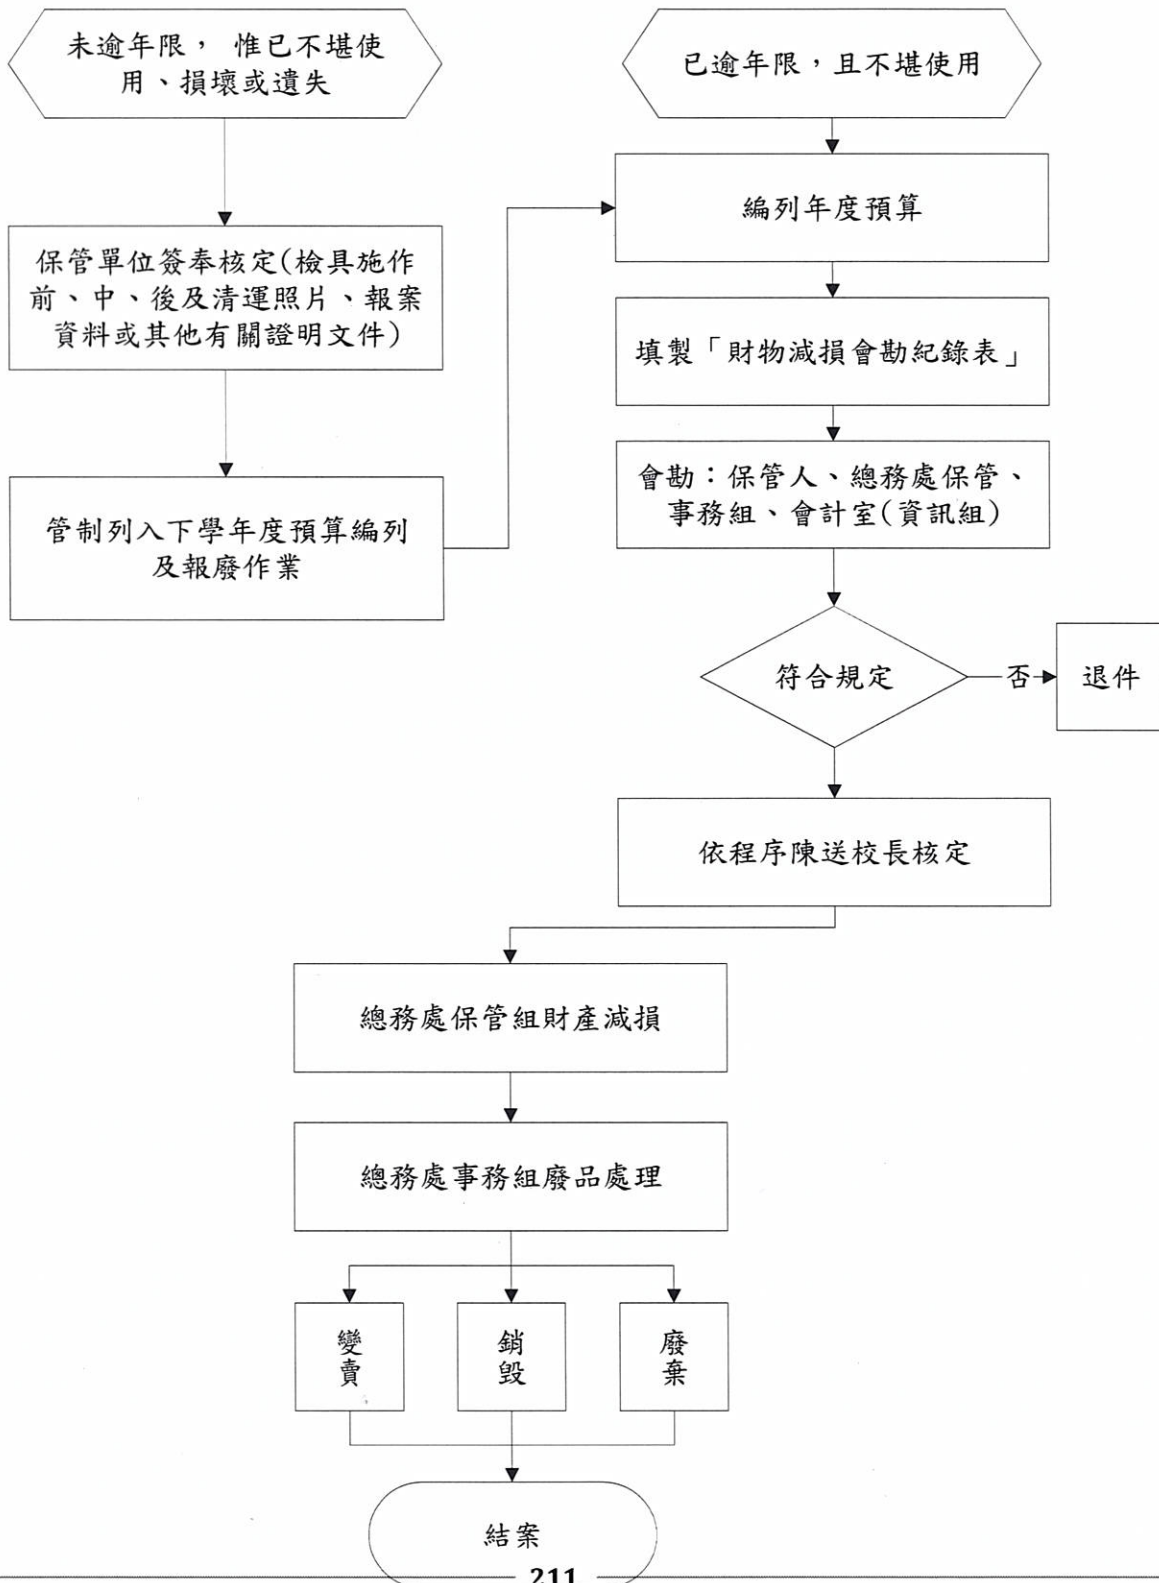 未逾年限， 惟已不堪使
用、損壞或遺失
保管單位簽奉核定(檢具施作
前、中、後及清運照片、報案
資料或其他有關證明文件)
管制列入下學年度預算編列
及報廢作業
已逾年限，且不堪使用
編列年度預算
填製「財物減損會勘紀錄表」
會勘：保管人、總務處保管、
事務組、會計室(資訊組)
符合規定
否
退件
依程序陳送校長核定
總務處保管組財產減損
總務處事務組廢品處理
變賣
銷毀
廢棄
結案
211